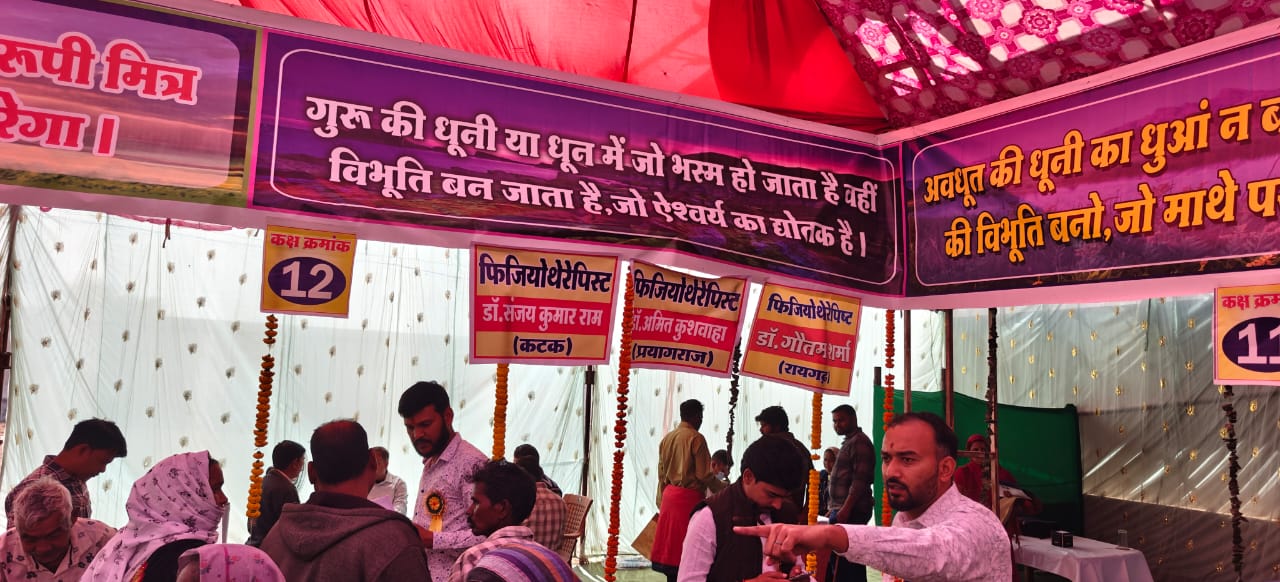 रूपी मित्र
रेगा ।
गुरू की धूनी या धून में जो भस्म हो जाता है वहीं
विभूति बन जाता है,जो ऐश्वर्य का द्योतक है ।
अवधूत की धूनी का धुआं न
की विभूति बनो,जो माथे
कक्ष क्रमांक
12
फिजियोथेरेपिस्ट
डॉ.संजय कुमार राम
(कटक)
फिजियोथेरेपिस्ट
डॉ.अमित कुशवाहा
(प्रयागराज)
फिजियोथेरेपिष्ट
डॉ. गौतम शर्मा
(रायगढ़)
कक्ष क्रमां
11